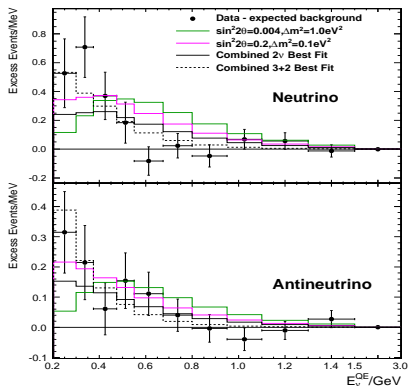 Data - expected background
sin²2θ=0.004,Δm²=1.0eV²
sin²2θ=0.2,Δm²=0.1eV²
Combined 2ν Best Fit
Combined 3+2 Best Fit
Neutrino
Excess Events/MeV
0.8
0.6
0.4
0.2
0.0
-0.2
Antineutrino
Excess Events/MeV
0.4
0.3
0.2
0.1
0.0
-0.1
0.2 0.4 0.6 0.8 1.0 1.2 1.4 1.5 3.0
E_ν^QE/GeV